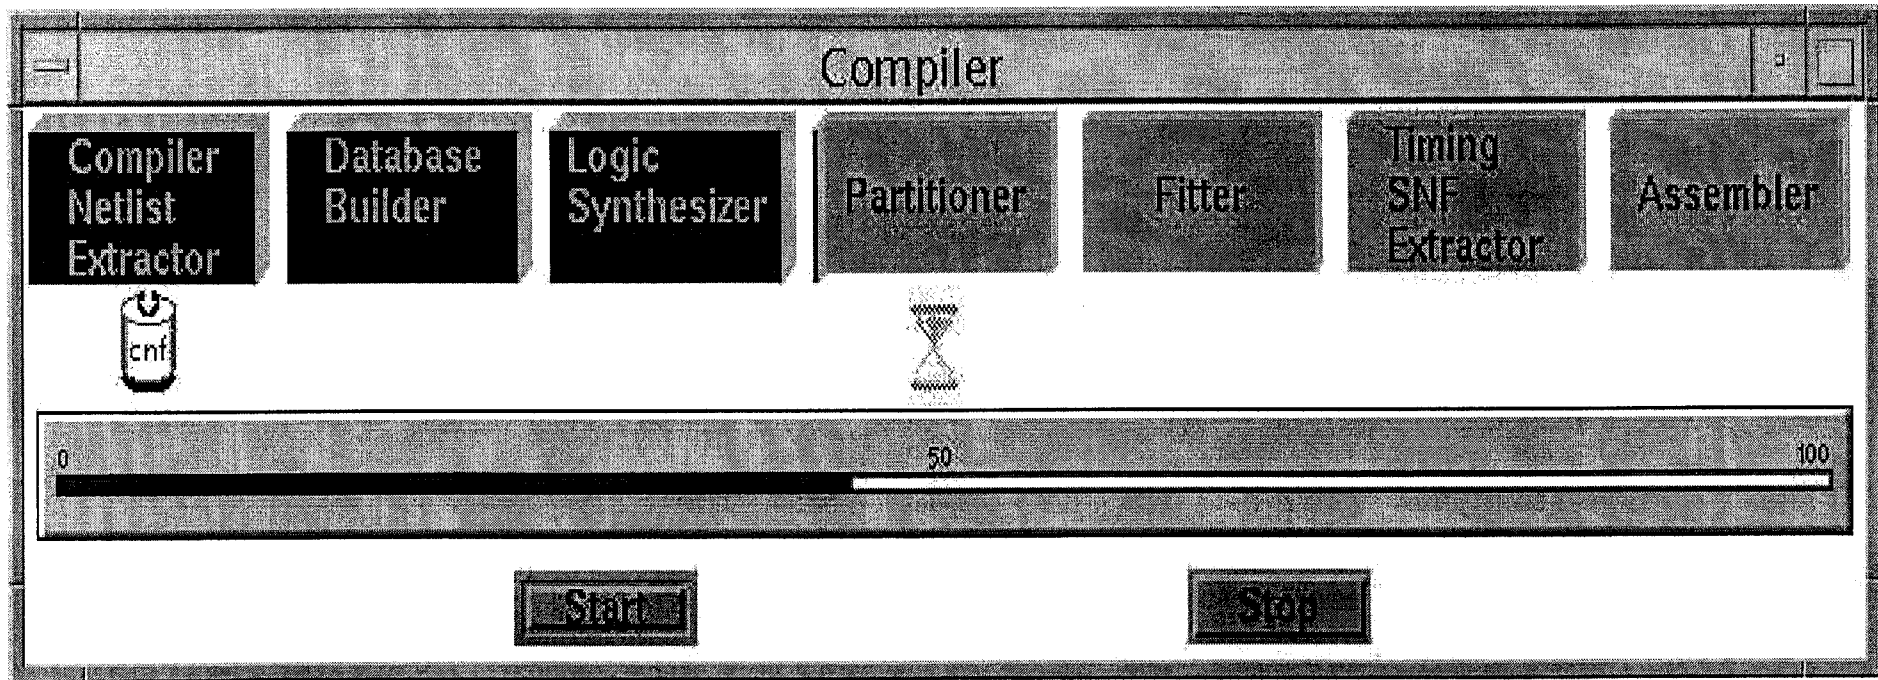 Compiler
Compiler
Netlist
Extractor
Database
Builder
Logic
Synthesizer
Partitioner
Fitter
Timing
SNF
Extractor
Assembler
cnf
0 50 100
Start Stop